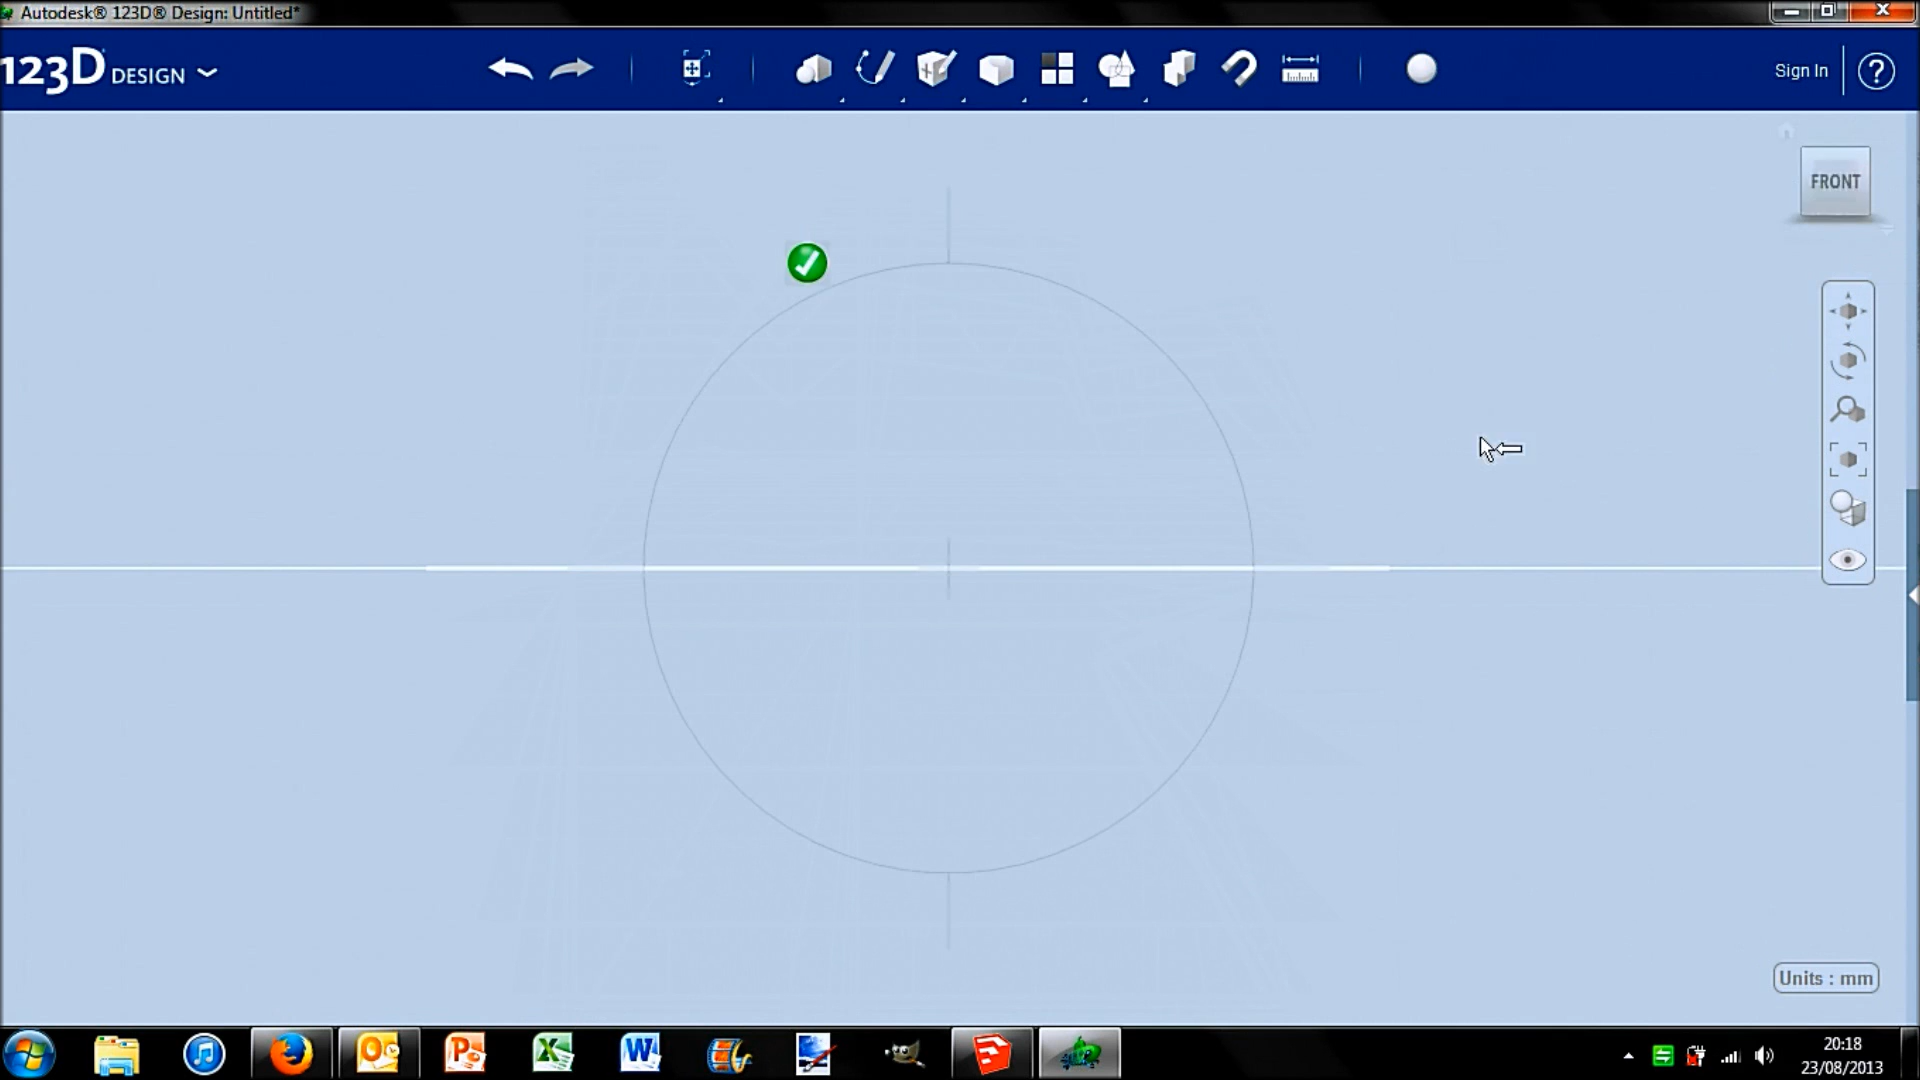 Autodesk® 123D® Design: Untitled*
123D DESIGN
Sign In
?
FRONT
Units : mm
20:18
23/08/2013